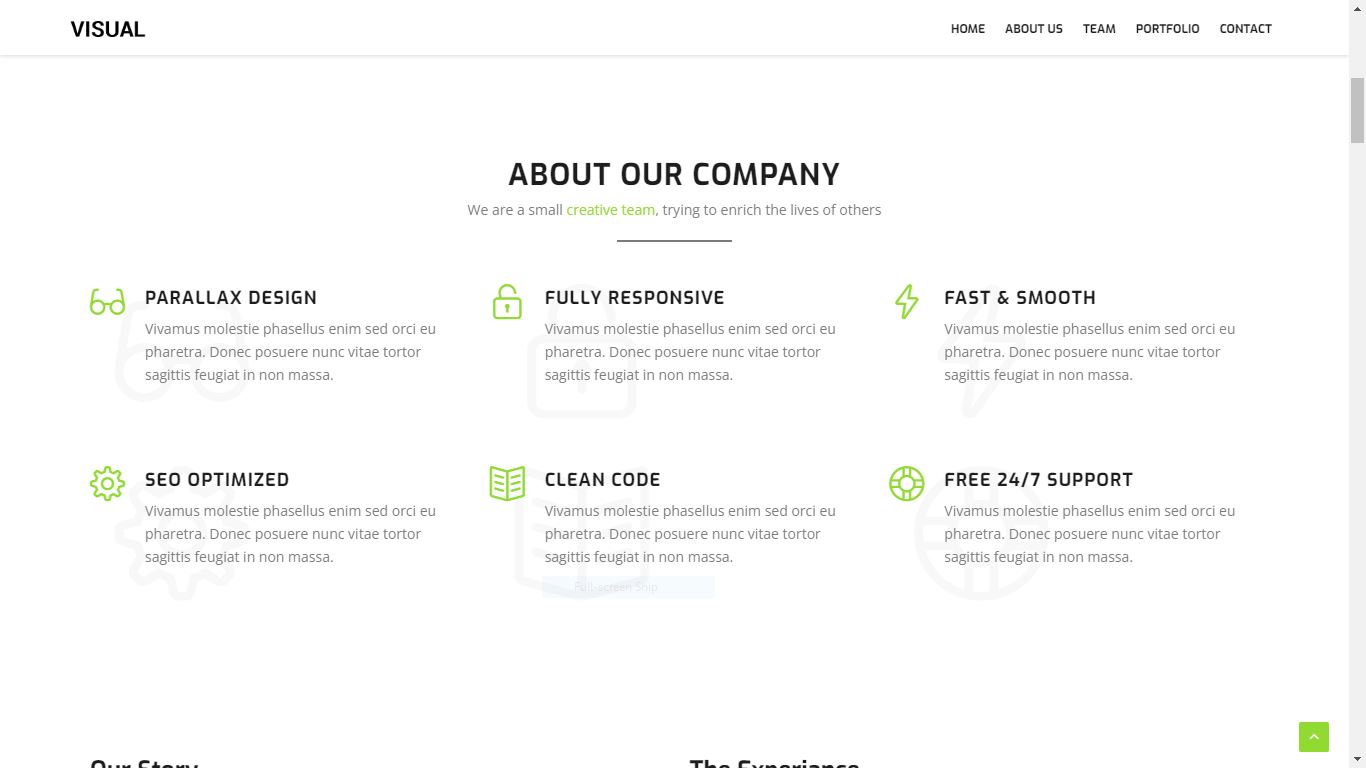 VISUAL
HOME ABOUT US TEAM PORTFOLIO CONTACT
ABOUT OUR COMPANY
We are a small creative team, trying to enrich the lives of others
PARALLAX DESIGN
Vivamus molestie phasellus enim sed orci eu
pharetra. Donec posuere nunc vitae tortor
sagittis feugiat in non massa.
FULLY RESPONSIVE
Vivamus molestie phasellus enim sed orci eu
pharetra. Donec posuere nunc vitae tortor
sagittis feugiat in non massa.
FAST & SMOOTH
Vivamus molestie phasellus enim sed orci eu
pharetra. Donec posuere nunc vitae tortor
sagittis feugiat in non massa.
SEO OPTIMIZED
Vivamus molestie phasellus enim sed orci eu
pharetra. Donec posuere nunc vitae tortor
sagittis feugiat in non massa.
CLEAN CODE
Vivamus molestie phasellus enim sed orci eu
pharetra. Donec posuere nunc vitae tortor
sagittis feugiat in non massa.
Full-screen Snip
FREE 24/7 SUPPORT
Vivamus molestie phasellus enim sed orci eu
pharetra. Donec posuere nunc vitae tortor
sagittis feugiat in non massa.
Our Story
The Experiance